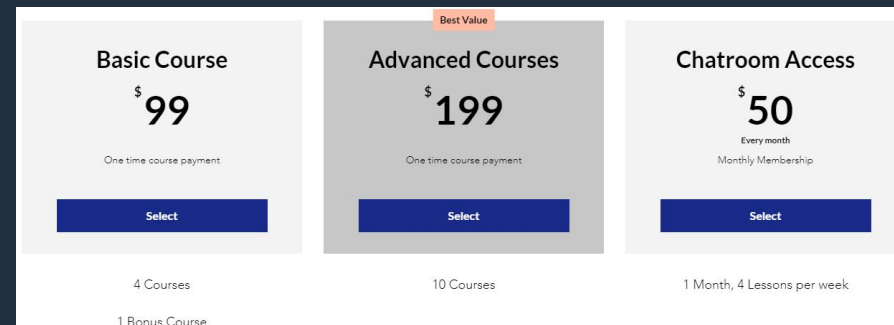 Best Value
Basic Course
$99
One time course payment
Select
4 Courses
1 Bonus Course
Advanced Courses
$199
One time course payment
Select
10 Courses
Chatroom Access
$50
Every month
Monthly Membership
Select
1 Month, 4 Lessons per week